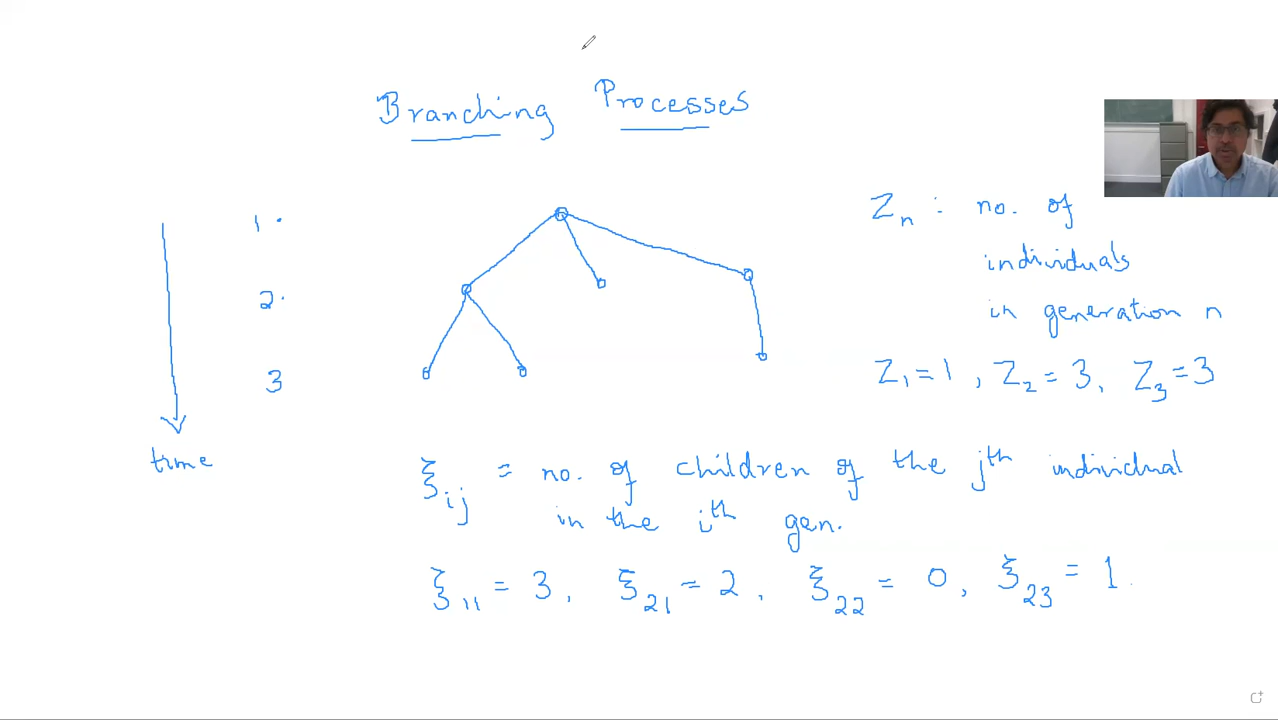 Branching Processes
1.
2.
3
time
Z_n : no. of
individuals
in generation n
Z_1 = 1, Z_2 = 3, Z_3 = 3
ξ_ij = no. of children of the j^th individual
in the i^th gen.
ξ_11 = 3, ξ_21 = 2, ξ_22 = 0, ξ_23 = 1.